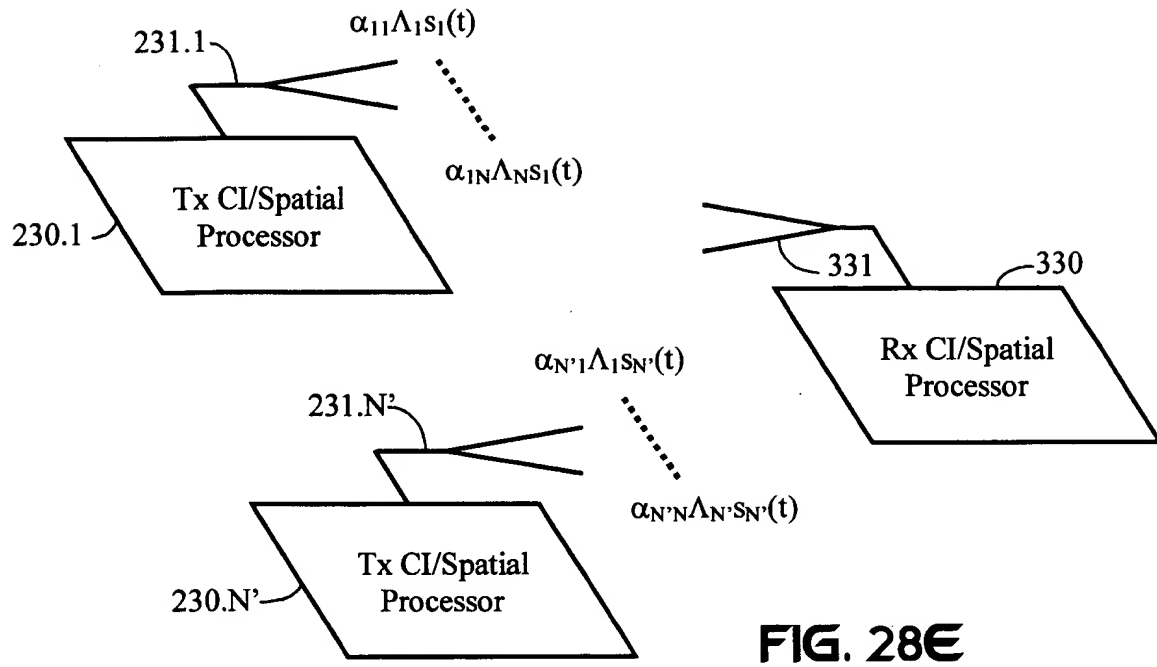 α₁₁Λ₁s₁(t)
231.1
α₁NΛNs₁(t)
Tx CI/Spatial
Processor
230.1
331
330
Rx CI/Spatial
Processor
αN'₁Λ₁sN'(t)
231.N'
αN'NΛN'sN'(t)
Tx CI/Spatial
Processor
230.N'
FIG. 28E